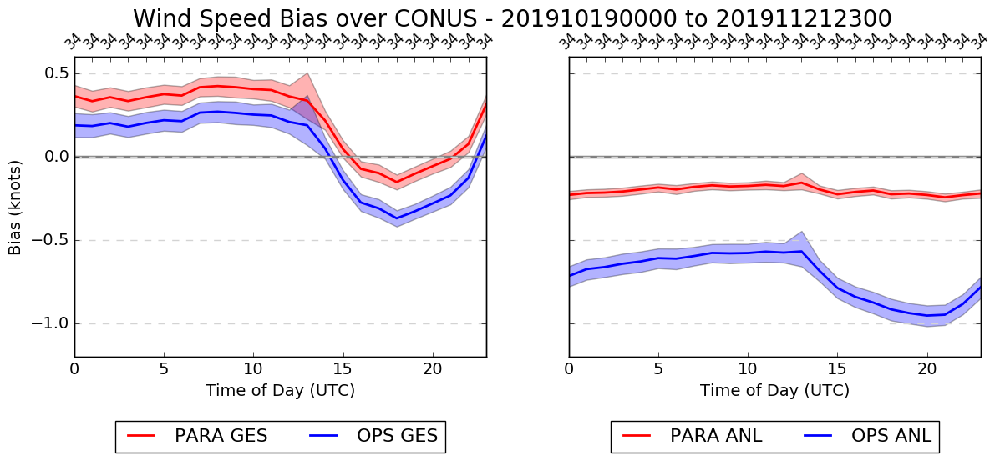 Wind Speed Bias over CONUS - 201910190000 to 201911212300
34 34 34 34 34 34 34 34 34 34 34 34 34 34 34 34 34 34 34 34 34 34 34 34
34 34 34 34 34 34 34 34 34 34 34 34 34 34 34 34 34 34 34 34 34 34 34 34
Bias (knots)
0.5
0.0
−0.5
−1.0
0 5 10 15 20
0 5 10 15 20
Time of Day (UTC)
Time of Day (UTC)
PARA GES OPS GES
PARA ANL OPS ANL